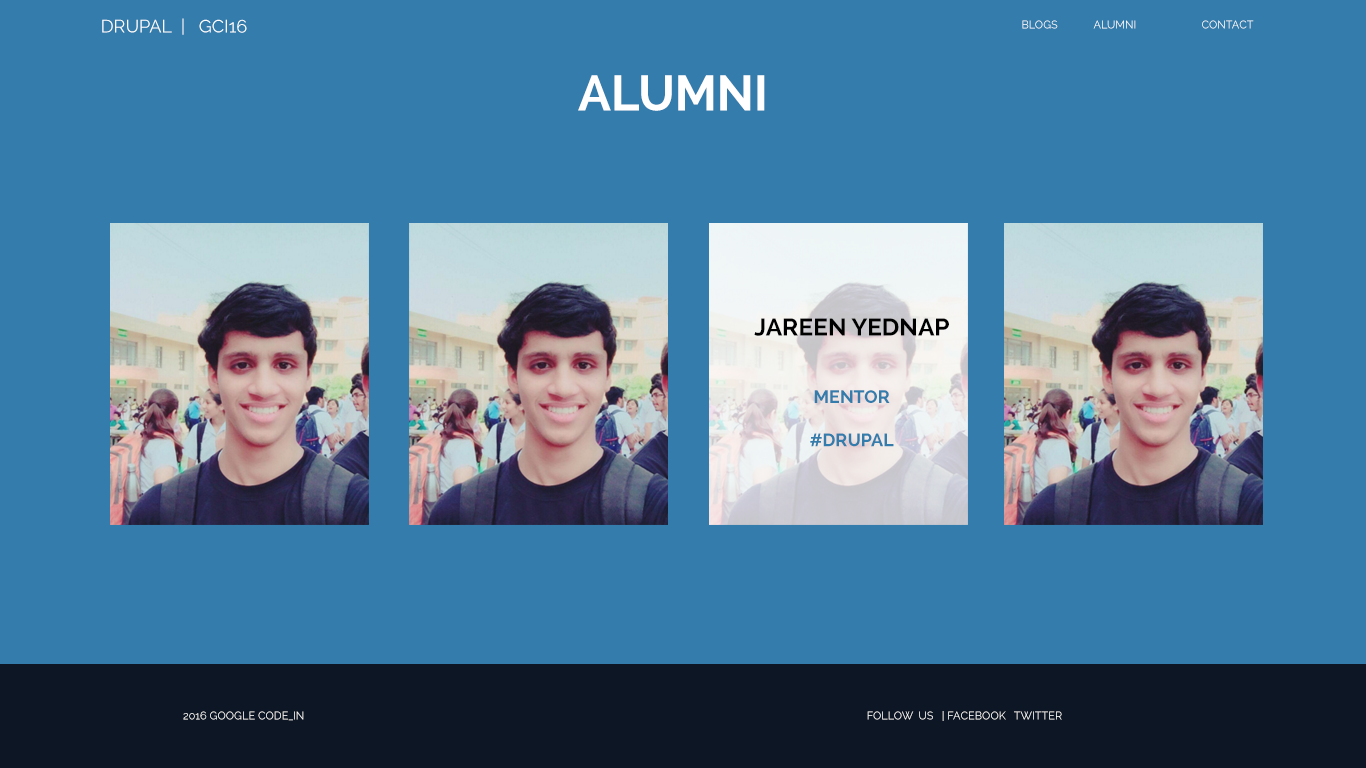 DRUPAL | GCI16
BLOGS ALUMNI CONTACT
ALUMNI
JAREEN YEDNAP
MENTOR
#DRUPAL
2016 GOOGLE CODE_IN
FOLLOW US | FACEBOOK TWITTER